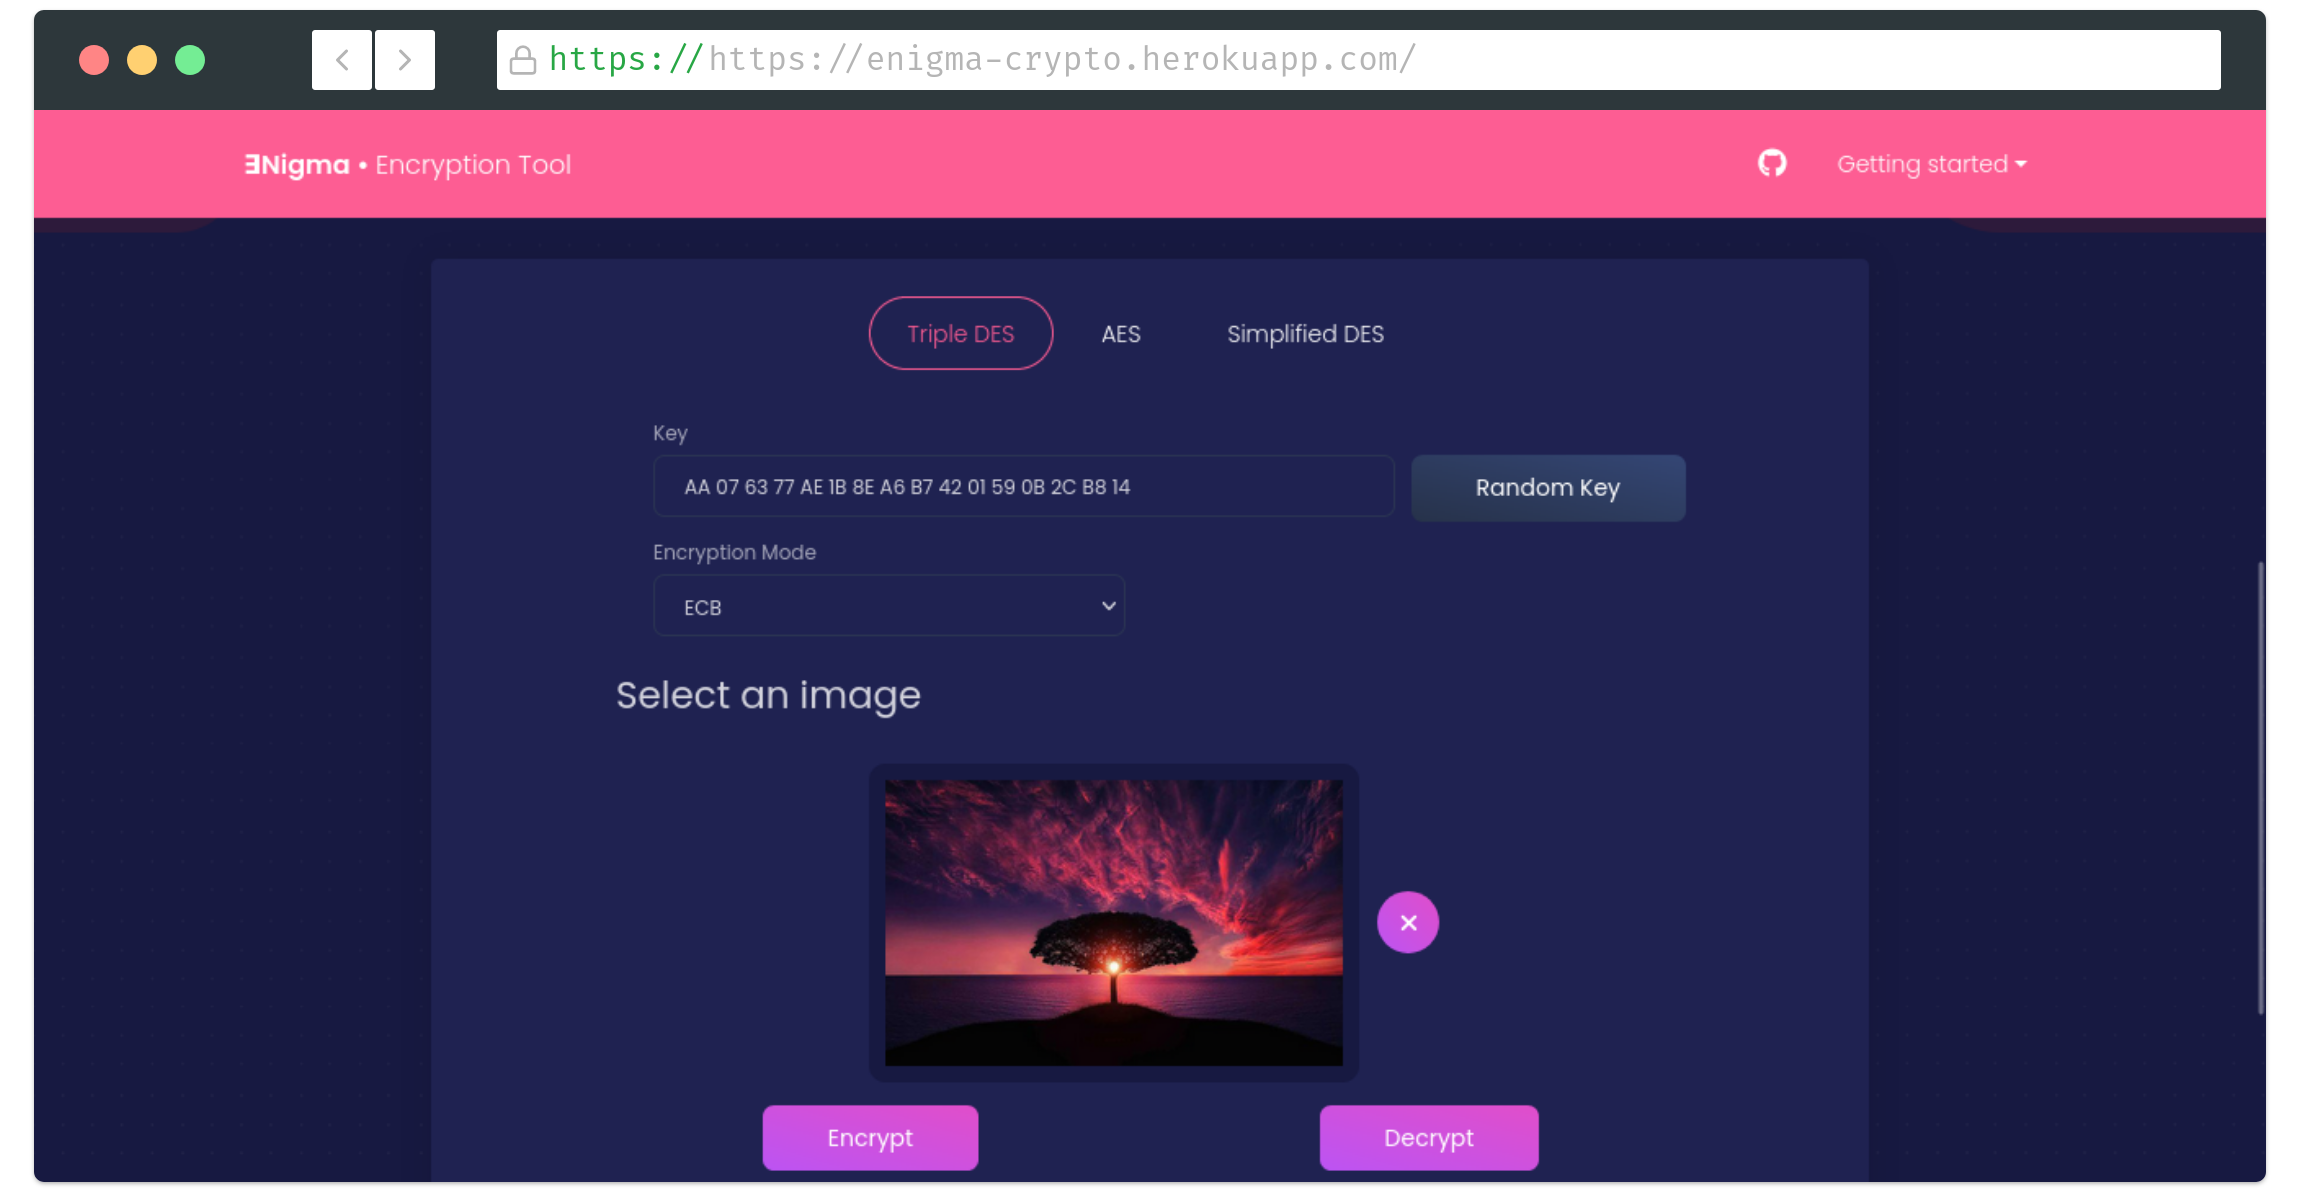 https://https://enigma-crypto.herokuapp.com/
ƎNigma • Encryption Tool
Getting started
Triple DES
AES
Simplified DES
Key
AA 07 63 77 AE 1B 8E A6 B7 42 01 59 0B 2C B8 14
Random Key
Encryption Mode
ECB
Select an image
Encrypt
Decrypt